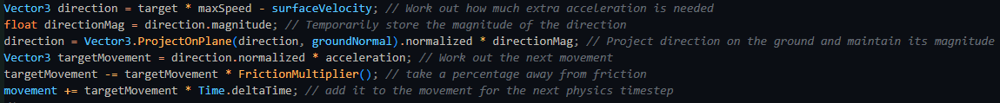 Vector3 direction = target * maxSpeed - surfaceVelocity; // Work out how much extra acceleration is needed
float directionMag = direction.magnitude; // Temporarily store the magnitude of the direction
direction = Vector3.ProjectOnPlane(direction, groundNormal).normalized * directionMag; // Project direction on the ground and maintain its magnitude
Vector3 targetMovement = direction.normalized * acceleration; // Work out the next movement
targetMovement -= targetMovement * FrictionMultiplier(); // take a percentage away from friction
movement += targetMovement * Time.deltaTime; // add it to the movement for the next physics timestep